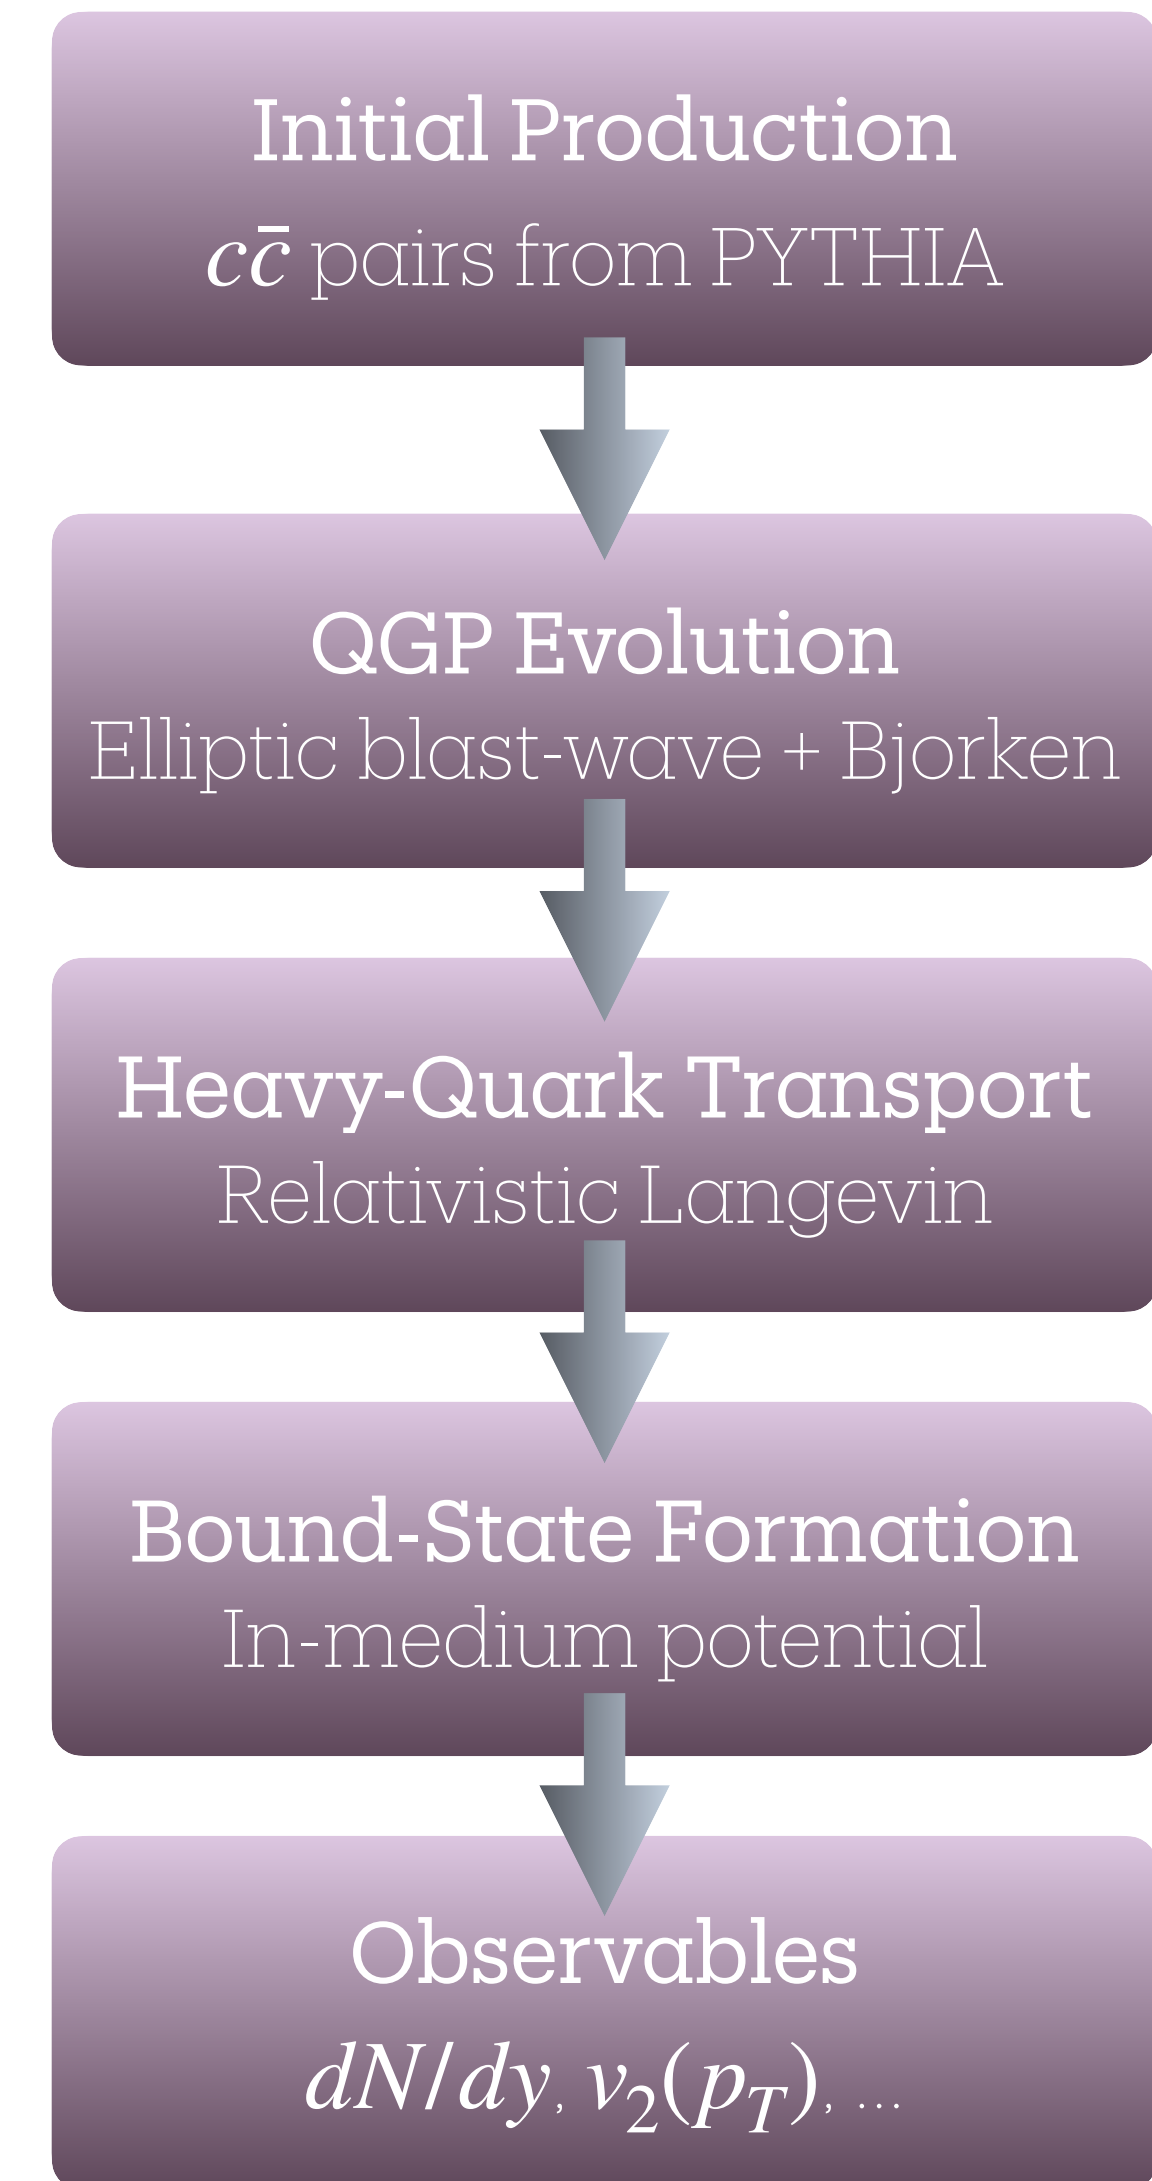 Initial Production
cc̄ pairs from PYTHIA
QGP Evolution
Elliptic blast-wave + Bjorken
Heavy-Quark Transport
Relativistic Langevin
Bound-State Formation
In-medium potential
Observables
dN/dy, v₂(p_T), …